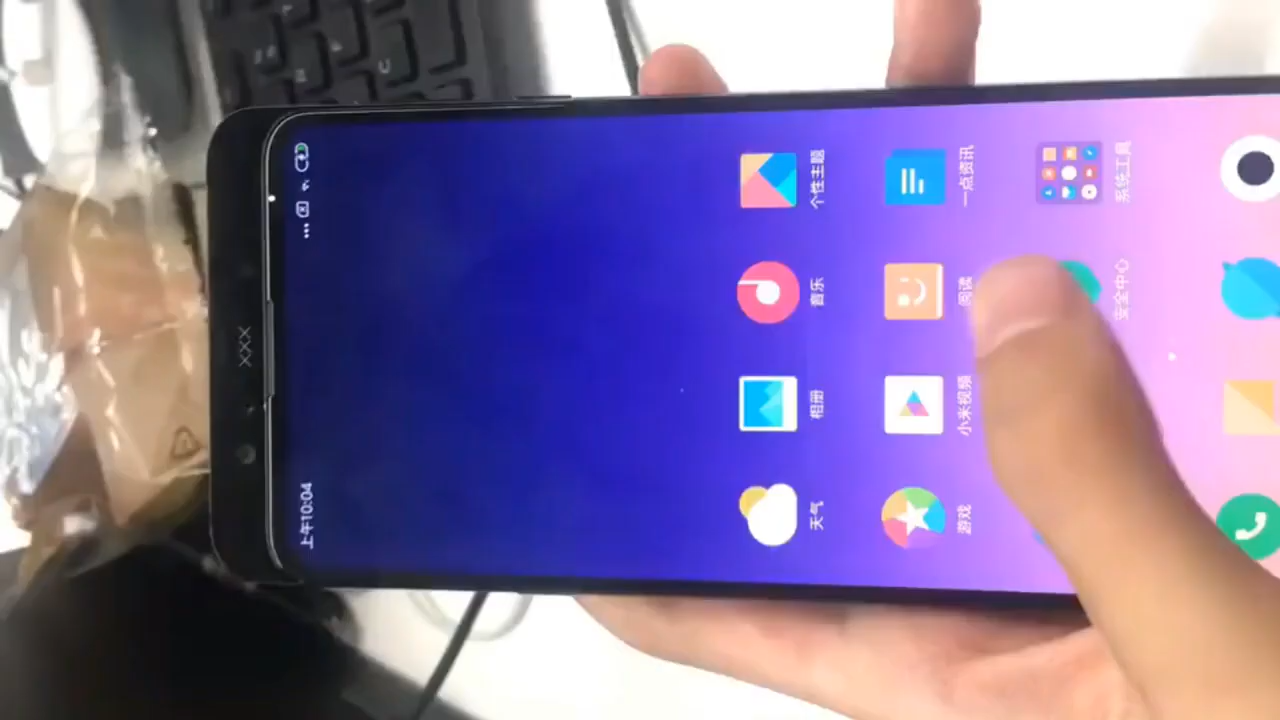 XXX
上午10:04
天气
相册
音乐
个性主题
游戏
小米视频
阅读
一点资讯
安全中心
系统工具